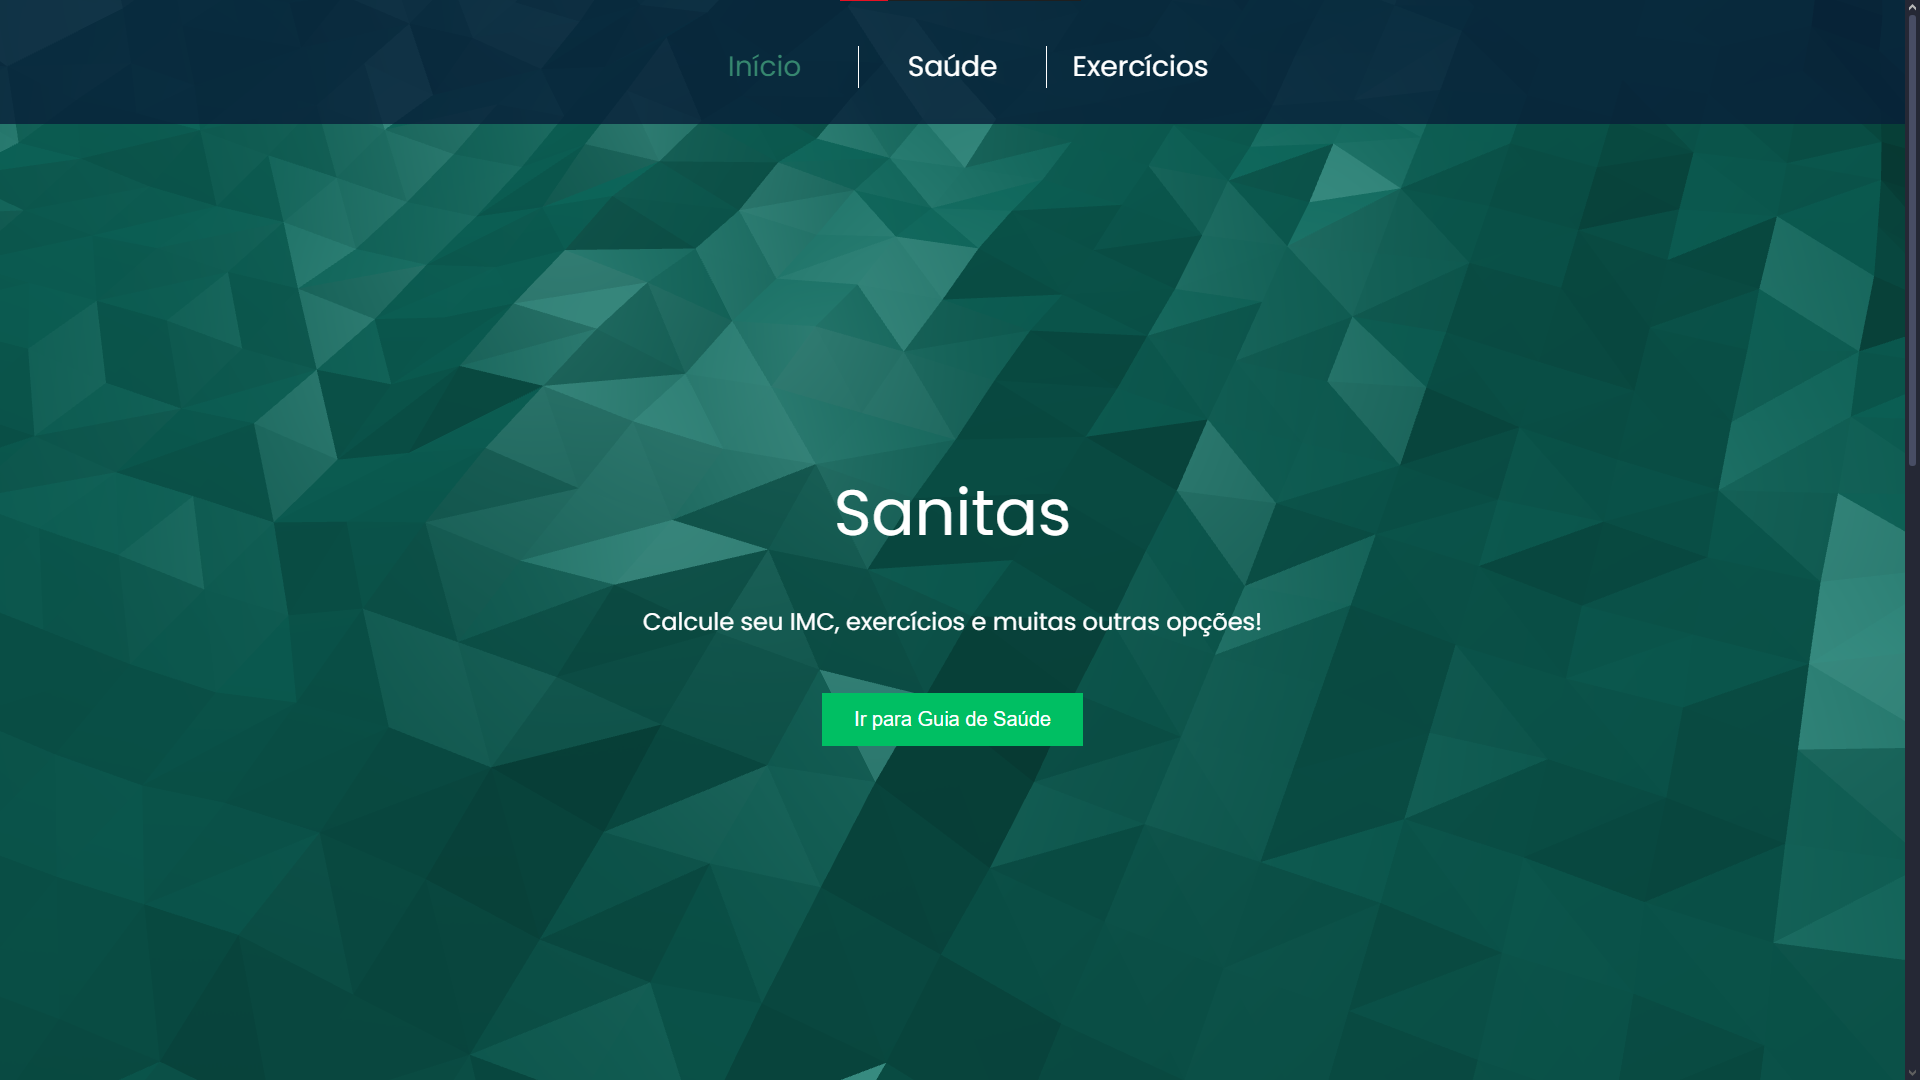 Início
Saúde
Exercícios
Sanitas
Calcule seu IMC, exercícios e muitas outras opções!
Ir para Guia de Saúde